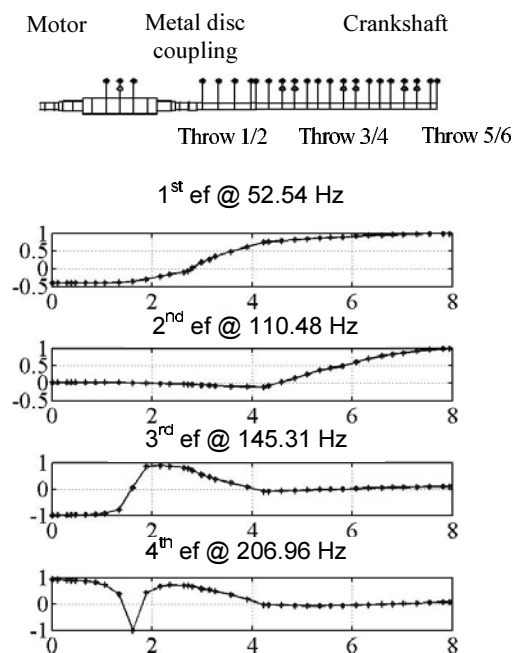 Motor Metal disc coupling Crankshaft
Throw 1/2 Throw 3/4 Throw 5/6
1st ef @ 52.54 Hz
1
0.5
0
-0.5
0 2 4 6 8
2nd ef @ 110.48 Hz
1
0.5
0
-0.5
0 2 4 6 8
3rd ef @ 145.31 Hz
1
0
-1
0 2 4 6 8
4th ef @ 206.96 Hz
1
0
-1
0 2 4 6 8